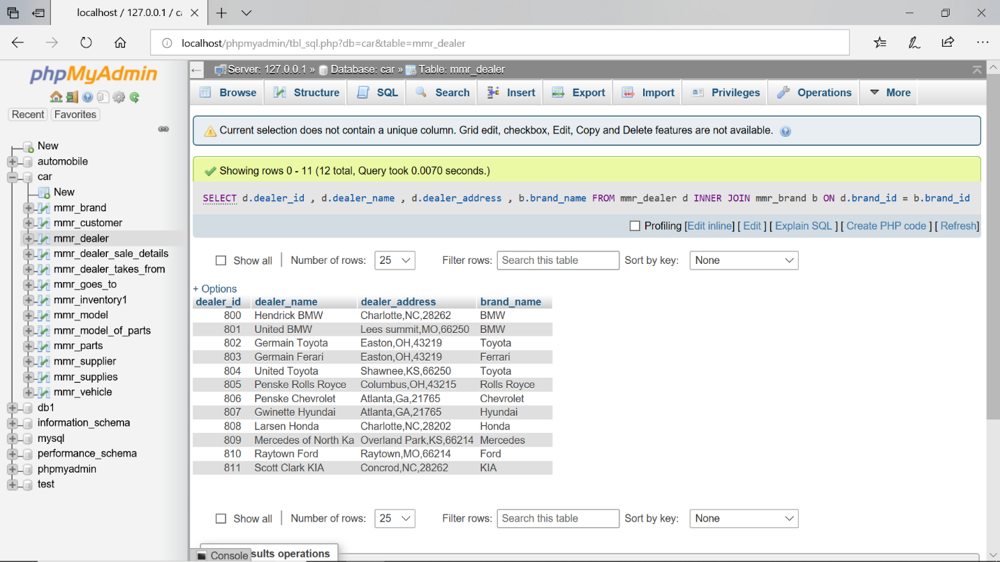 localhost / 127.0.0.1 / ca
localhost/phpmyadmin/tbl_sql.php?db=car&table=mmr_dealer
phpMyAdmin
Recent Favorites
New
automobile
car
New
mmr_brand
mmr_customer
mmr_dealer
mmr_dealer_sale_details
mmr_dealer_takes_from
mmr_goes_to
mmr_inventory1
mmr_model
mmr_model_of_parts
mmr_parts
mmr_supplier
mmr_supplies
mmr_vehicle
db1
information_schema
mysql
performance_schema
phpmyadmin
test
Server: 127.0.0.1 » Database: car » Table: mmr_dealer
Browse Structure SQL Search Insert Export Import Privileges Operations More
Current selection does not contain a unique column. Grid edit, checkbox, Edit, Copy and Delete features are not available.
Showing rows 0 - 11 (12 total, Query took 0.0070 seconds.)
SELECT d.dealer_id , d.dealer_name , d.dealer_address , b.brand_name FROM mmr_dealer d INNER JOIN mmr_brand b ON d.brand_id = b.brand_id
Profiling [Edit inline] [ Edit ] [ Explain SQL ] [ Create PHP code ] [ Refresh]
Show all Number of rows: 25 Filter rows: Search this table Sort by key: None
+ Options
dealer_id dealer_name dealer_address brand_name
800 Hendrick BMW Charlotte,NC,28262 BMW
801 United BMW Lees summit,MO,66250 BMW
802 Germain Toyota Easton,OH,43219 Toyota
803 Germain Ferari Easton,OH,43219 Ferrari
804 United Toyota Shawnee,KS,66250 Toyota
805 Penske Rolls Royce Columbus,OH,43215 Rolls Royce
806 Penske Chevrolet Atlanta,Ga,21765 Chevrolet
807 Gwinette Hyundai Atlanta,GA,21765 Hyundai
808 Larsen Honda Charlotte,NC,28202 Honda
809 Mercedes of North Ka Overland Park,KS,66214 Mercedes
810 Raytown Ford Raytown,MO,66214 Ford
811 Scott Clark KIA Concrod,NC,28262 KIA
Show all Number of rows: 25 Filter rows: Search this table Sort by key: None
Console sults operations